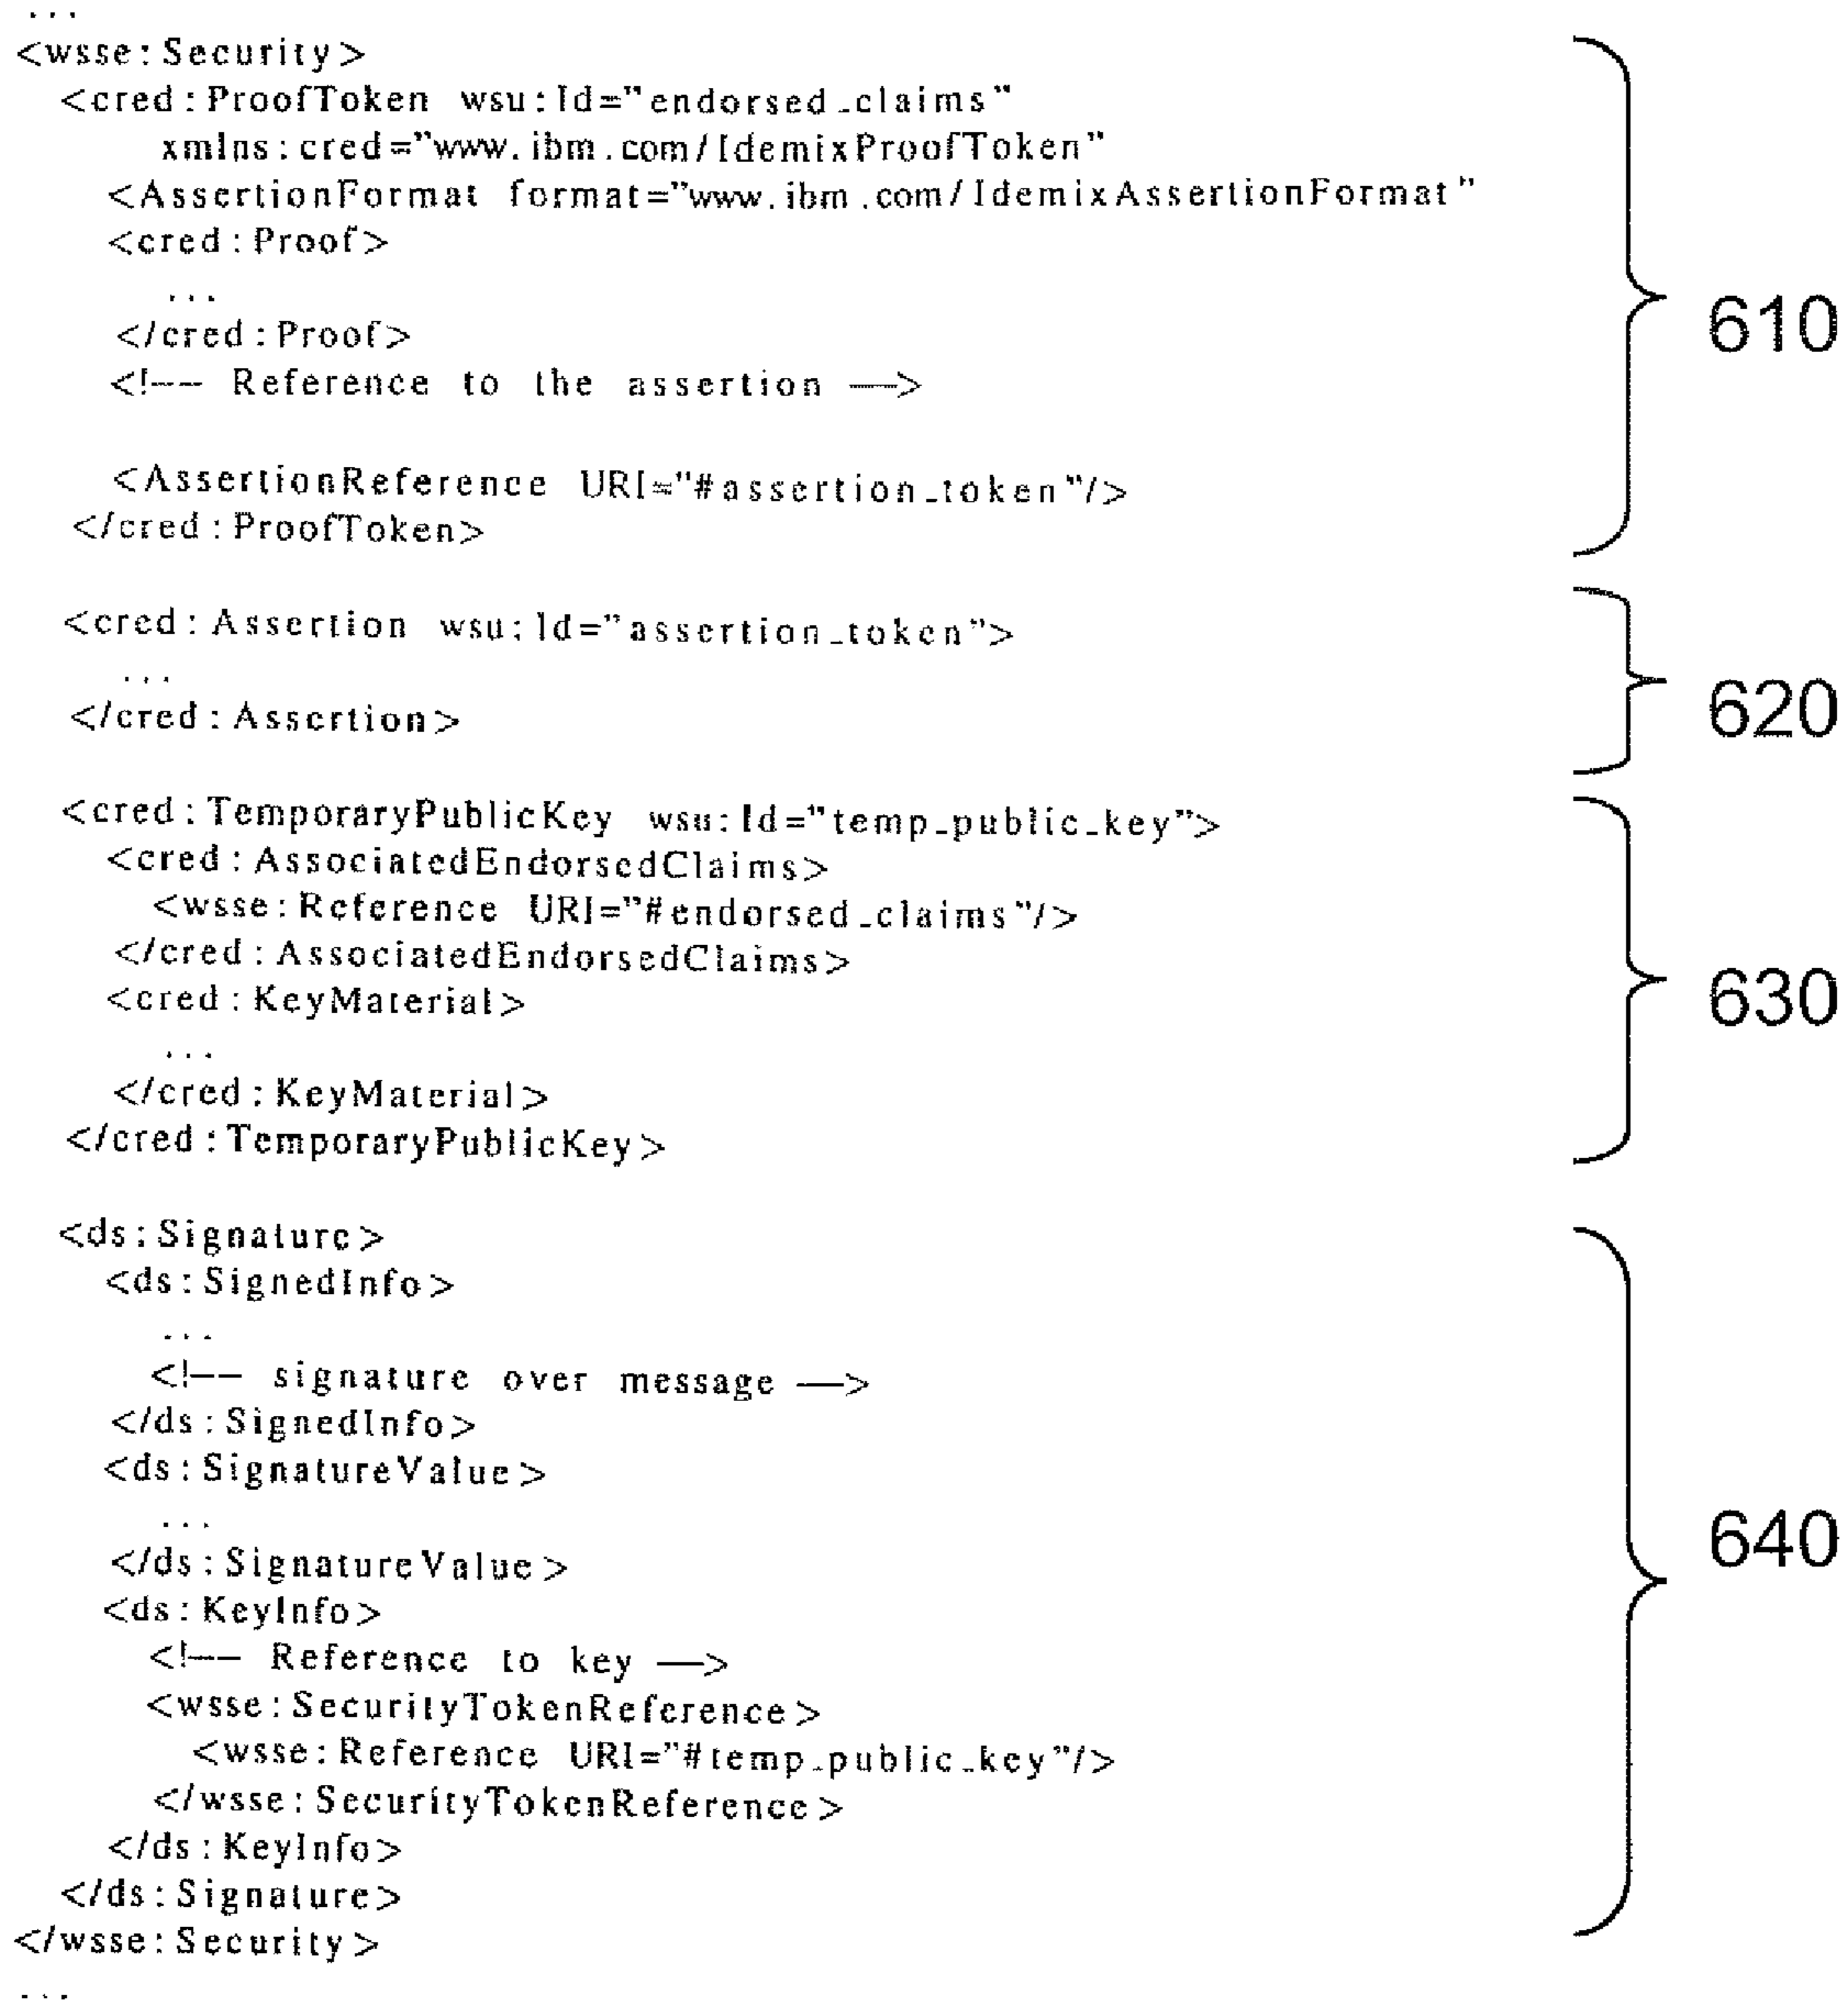 ...
<wsse:Security>
<cred:ProofToken wsu:Id="endorsed_claims"
xmlns:cred="www.ibm.com/IdemixProofToken"
<AssertionFormat format="www.ibm.com/IdemixAssertionFormat"
<cred:Proof>
...
</cred:Proof>
<!-- Reference to the assertion -->
<AssertionReference URI="#assertion_token"/>
</cred:ProofToken>
610
<cred:Assertion wsu:Id="assertion_token">
...
</cred:Assertion>
620
<cred:TemporaryPublicKey wsu:Id="temp_public_key">
<cred:AssociatedEndorsedClaims>
<wsse:Reference URI="#endorsed_claims"/>
</cred:AssociatedEndorsedClaims>
<cred:KeyMaterial>
...
</cred:KeyMaterial>
</cred:TemporaryPublicKey>
630
<ds:Signature>
<ds:SignedInfo>
...
<!-- signature over message -->
</ds:SignedInfo>
<ds:SignatureValue>
...
</ds:SignatureValue>
<ds:KeyInfo>
<!-- Reference to key -->
<wsse:SecurityTokenReference>
<wsse:Reference URI="#temp_public_key"/>
</wsse:SecurityTokenReference>
</ds:KeyInfo>
</ds:Signature>
</wsse:Security>
640
...